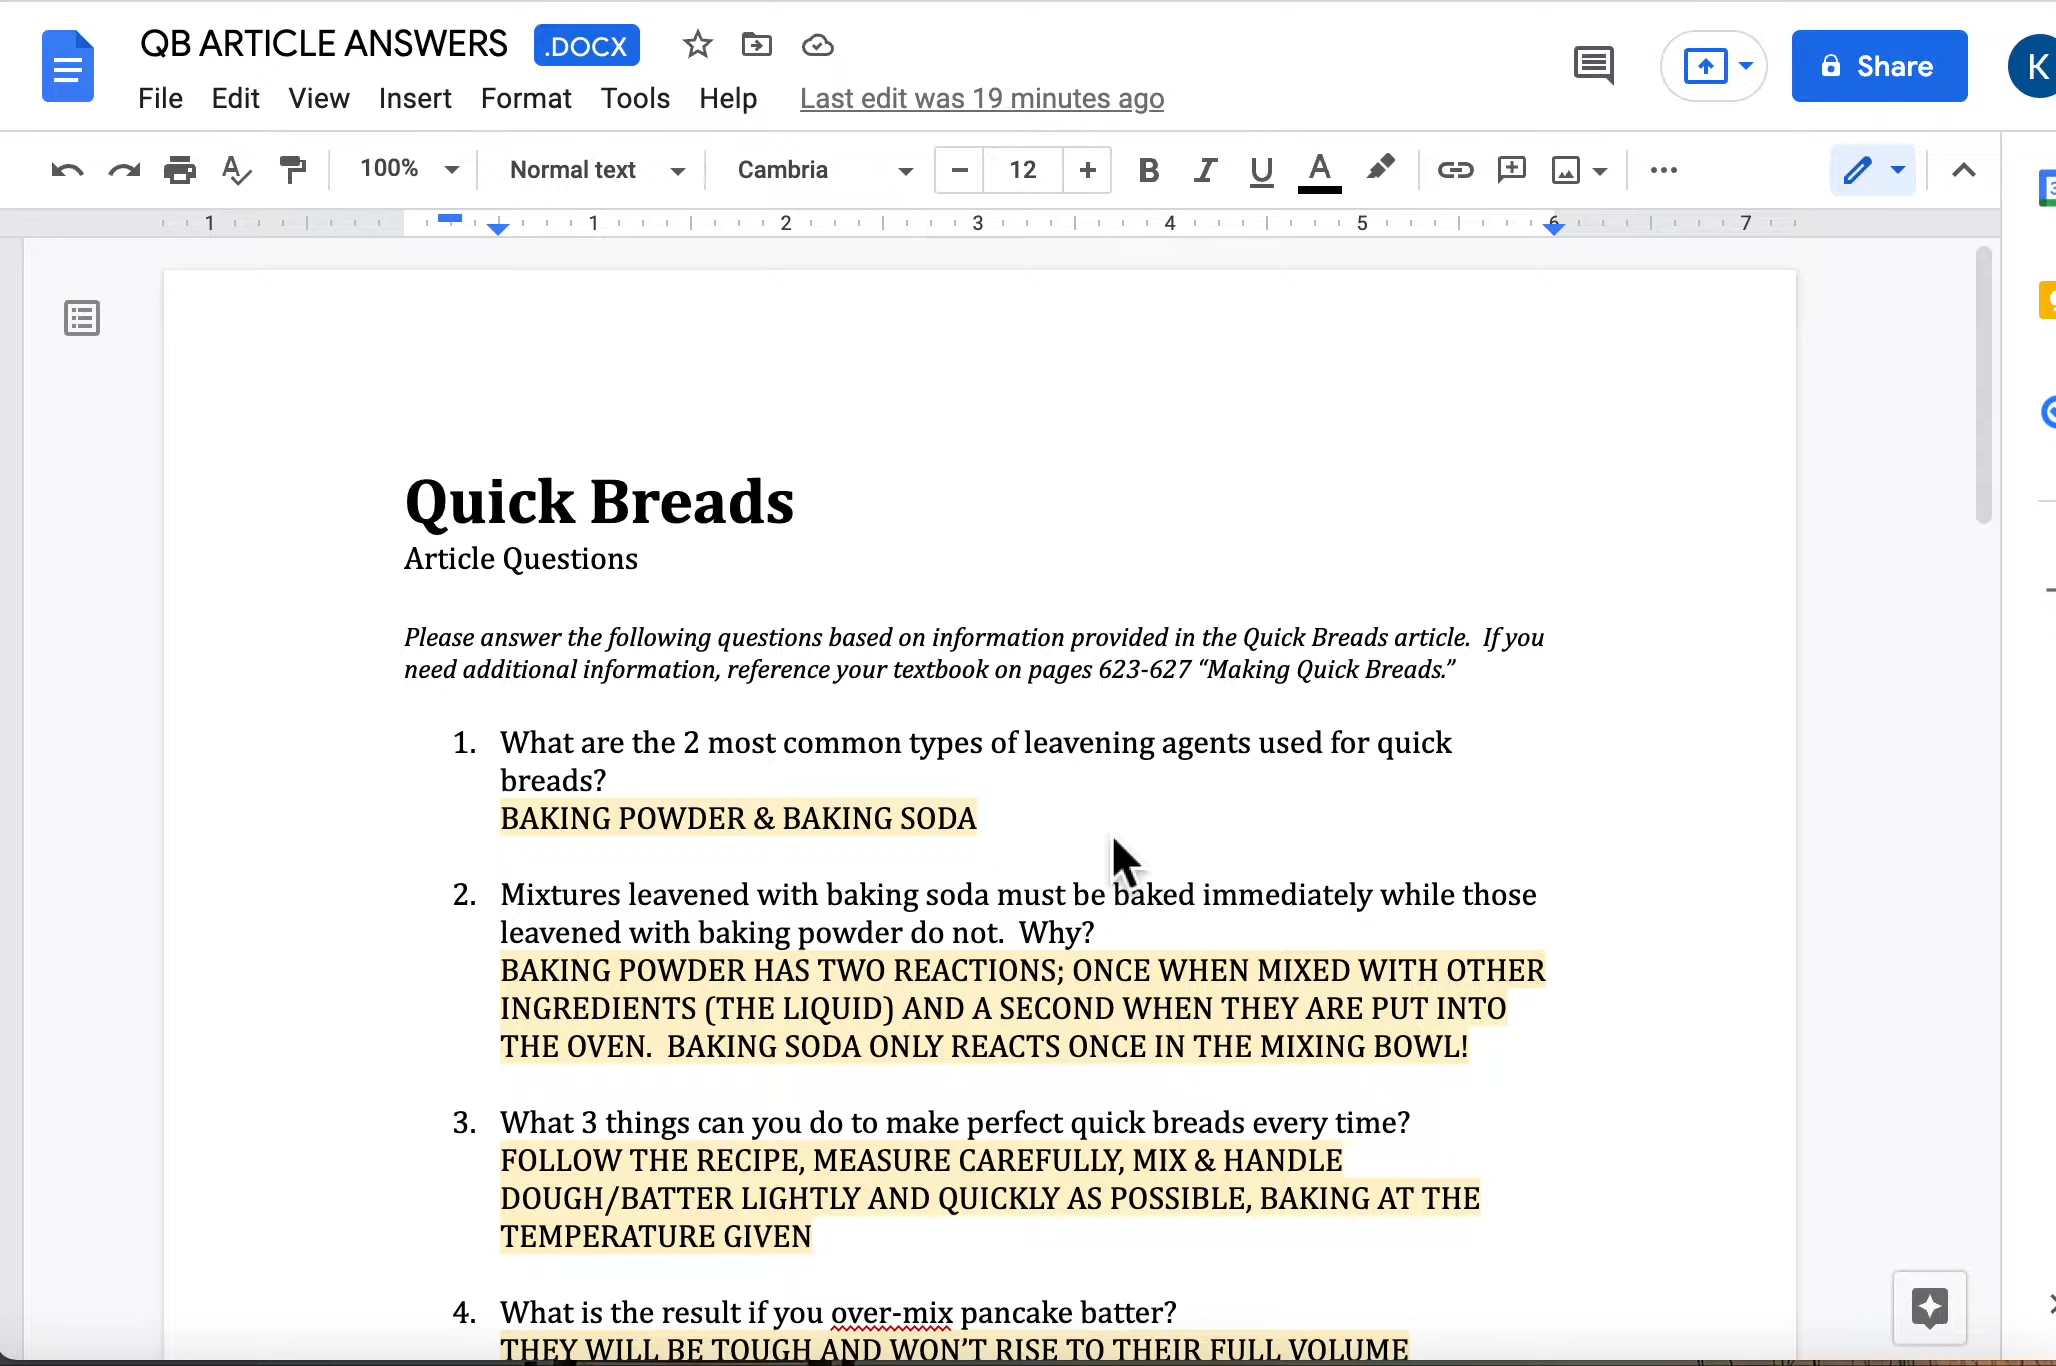 QB ARTICLE ANSWERS .DOCX
File Edit View Insert Format Tools Help Last edit was 19 minutes ago
Share
K
100% Normal text Cambria 12 B I U A
1 1 2 3 4 5 6 7
Quick Breads
Article Questions
Please answer the following questions based on information provided in the Quick Breads article.  If you
need additional information, reference your textbook on pages 623-627 “Making Quick Breads.”
1. What are the 2 most common types of leavening agents used for quick
breads?
BAKING POWDER & BAKING SODA
2. Mixtures leavened with baking soda must be baked immediately while those
leavened with baking powder do not.  Why?
BAKING POWDER HAS TWO REACTIONS; ONCE WHEN MIXED WITH OTHER
INGREDIENTS (THE LIQUID) AND A SECOND WHEN THEY ARE PUT INTO
THE OVEN.  BAKING SODA ONLY REACTS ONCE IN THE MIXING BOWL!
3. What 3 things can you do to make perfect quick breads every time?
FOLLOW THE RECIPE, MEASURE CAREFULLY, MIX & HANDLE
DOUGH/BATTER LIGHTLY AND QUICKLY AS POSSIBLE, BAKING AT THE
TEMPERATURE GIVEN
4. What is the result if you over-mix pancake batter?
THEY WILL BE TOUGH AND WON’T RISE TO THEIR FULL VOLUME